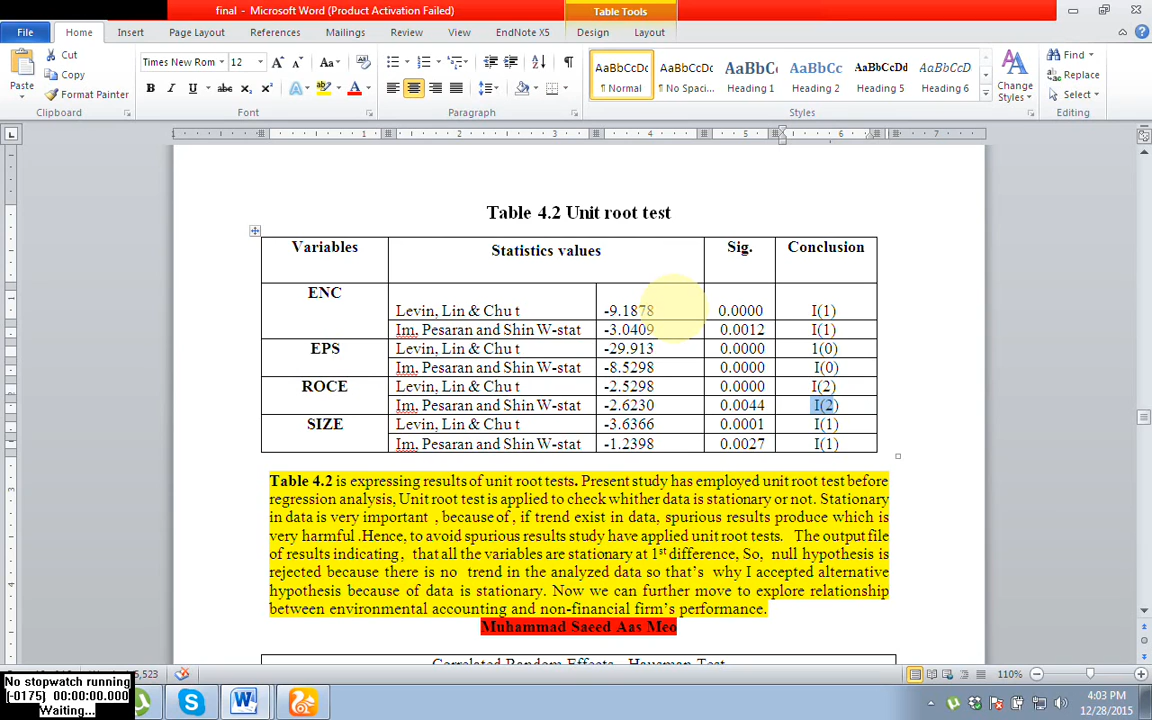 final - Microsoft Word (Product Activation Failed)
Table Tools
File Home Insert Page Layout References Mailings Review View EndNote X5 Design Layout
Cut
Copy
Format Painter
Paste
Clipboard
Times New Rom 12
Font
Paragraph
AaBbCcDc AaBbCcDc AaBbC AaBbCc AaBbCcDd AaBbCcD
¶ Normal ¶ No Spaci... Heading 1 Heading 2 Heading 5 Heading 6
Change Styles
Styles
Find
Replace
Select
Editing
Table 4.2 Unit root test
Variables Statistics values Sig. Conclusion
ENC
Levin, Lin & Chu t -9.1878 0.0000 I(1)
Im, Pesaran and Shin W-stat -3.0409 0.0012 I(1)
EPS Levin, Lin & Chu t -29.913 0.0000 1(0)
Im, Pesaran and Shin W-stat -8.5298 0.0000 I(0)
ROCE Levin, Lin & Chu t -2.5298 0.0000 I(2)
Im, Pesaran and Shin W-stat -2.6230 0.0044 I(2)
SIZE Levin, Lin & Chu t -3.6366 0.0001 I(1)
Im, Pesaran and Shin W-stat -1.2398 0.0027 I(1)
Table 4.2 is expressing results of unit root tests. Present study has employed unit root test before
regression analysis, Unit root test is applied to check whither data is stationary or not. Stationary
in data is very important , because of , if trend exist in data, spurious results produce which is
very harmful .Hence, to avoid spurious results study have applied unit root tests. The output file
of results indicating , that all the variables are stationary at 1st difference, So, null hypothesis is
rejected because there is no trend in the analyzed data so that’s why I accepted alternative
hypothesis because of data is stationary. Now we can further move to explore relationship
between environmental accounting and non-financial firm’s performance.
Muhammad Saeed Aas Meo
Correlated Random Effects - Hausman Test
5,523
110%
No stopwatch running
[-0175) 00:00:00.000
Waiting...
4:03 PM
12/28/2015